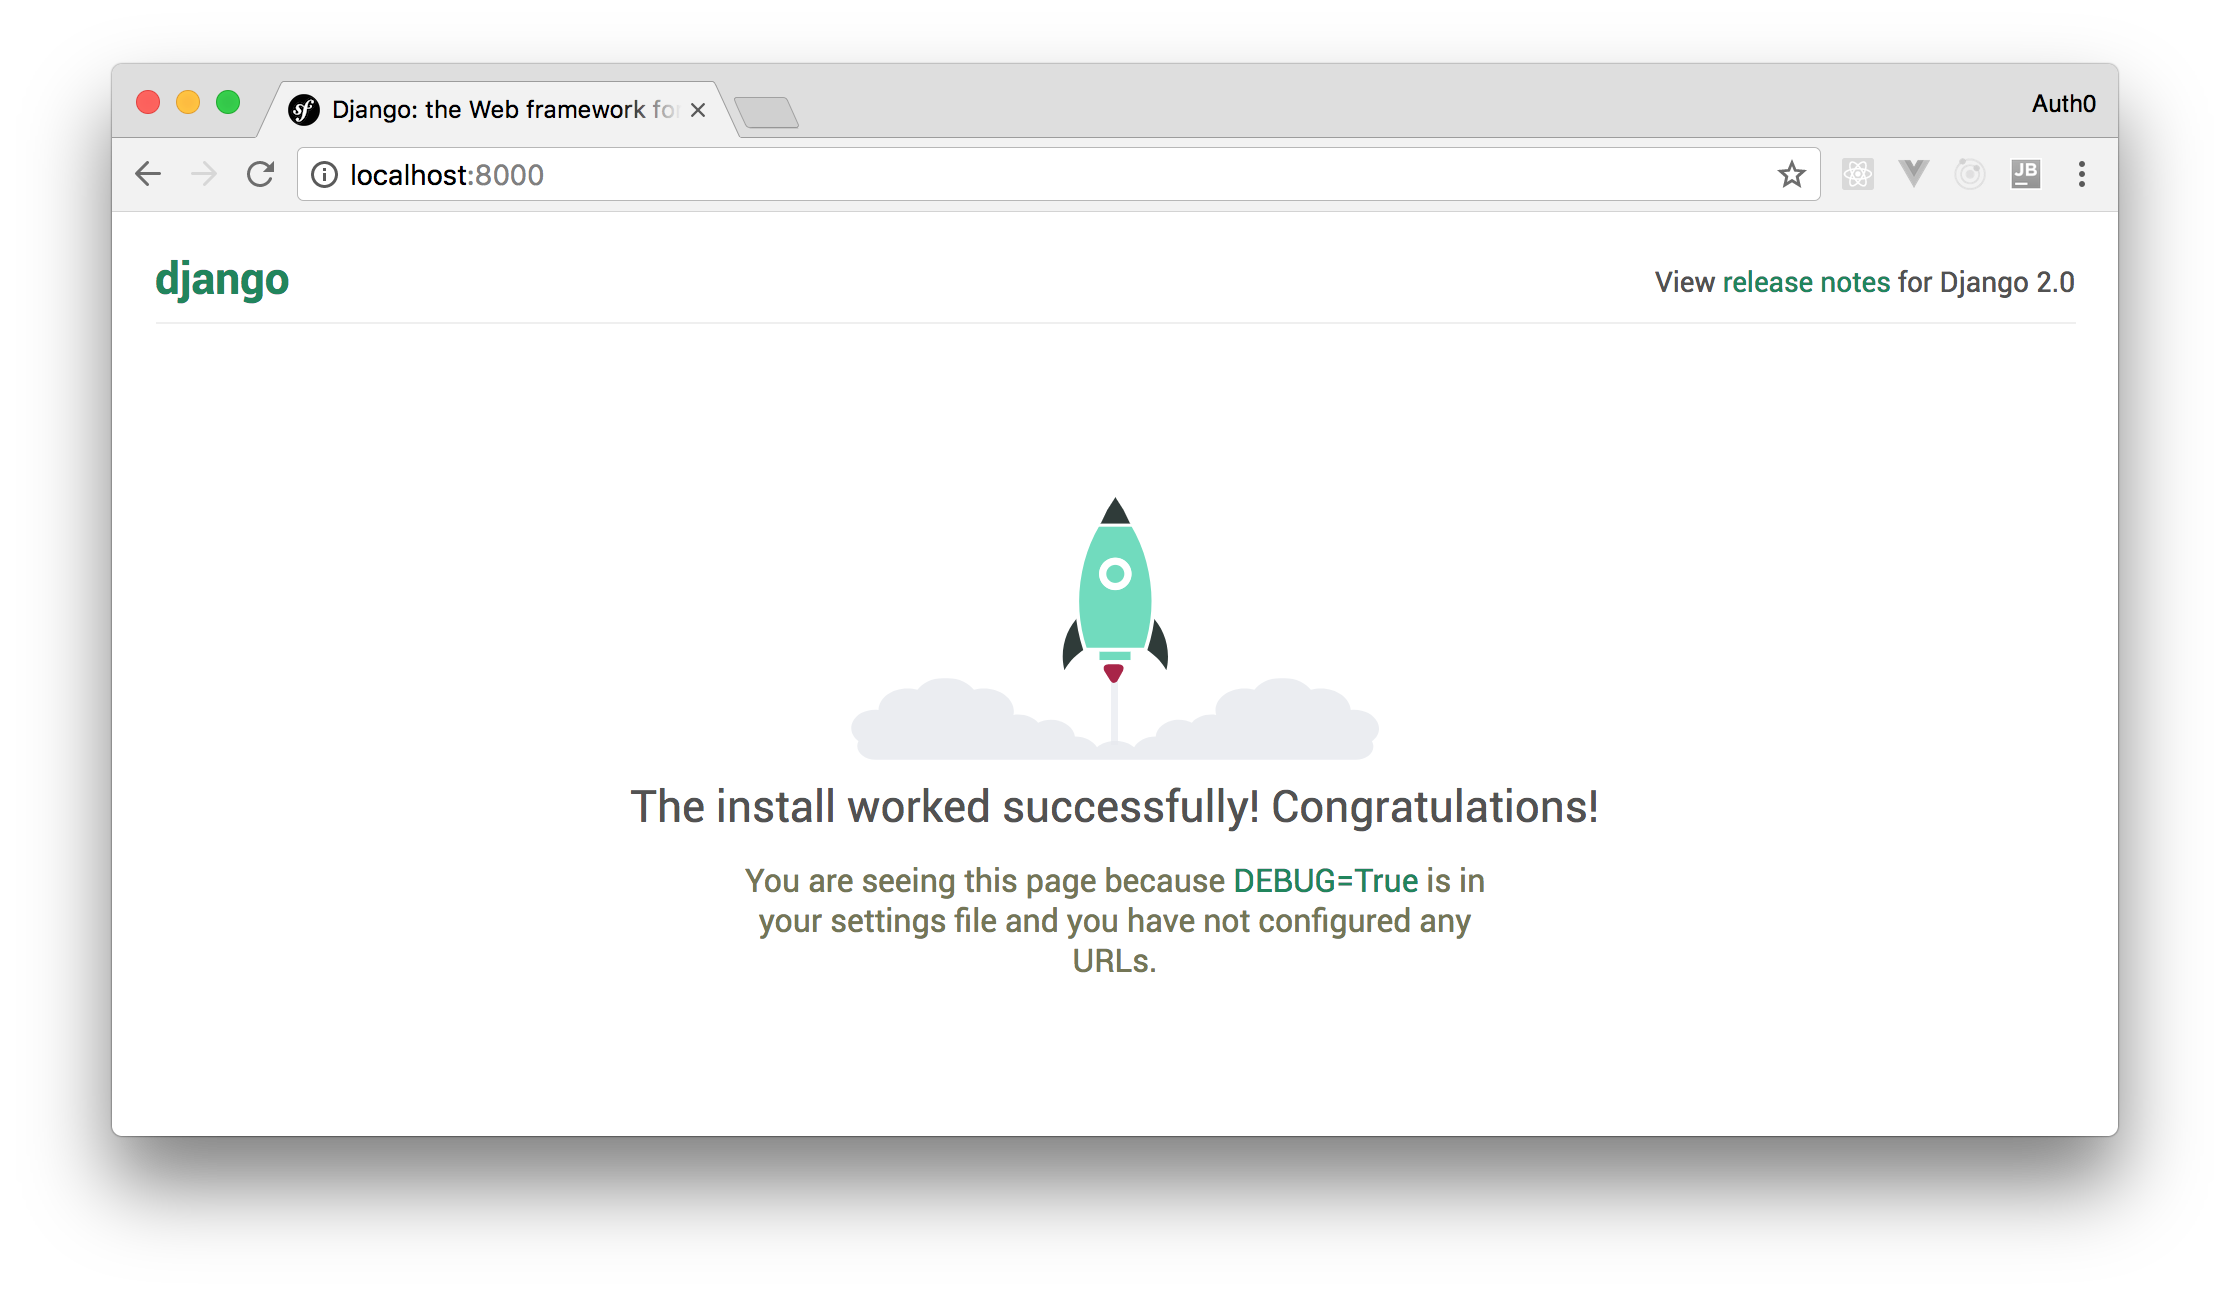 Django: the Web framework for
Auth0
localhost:8000
JB
django
View release notes for Django 2.0
The install worked successfully! Congratulations!
You are seeing this page because DEBUG=True is in
your settings file and you have not configured any
URLs.